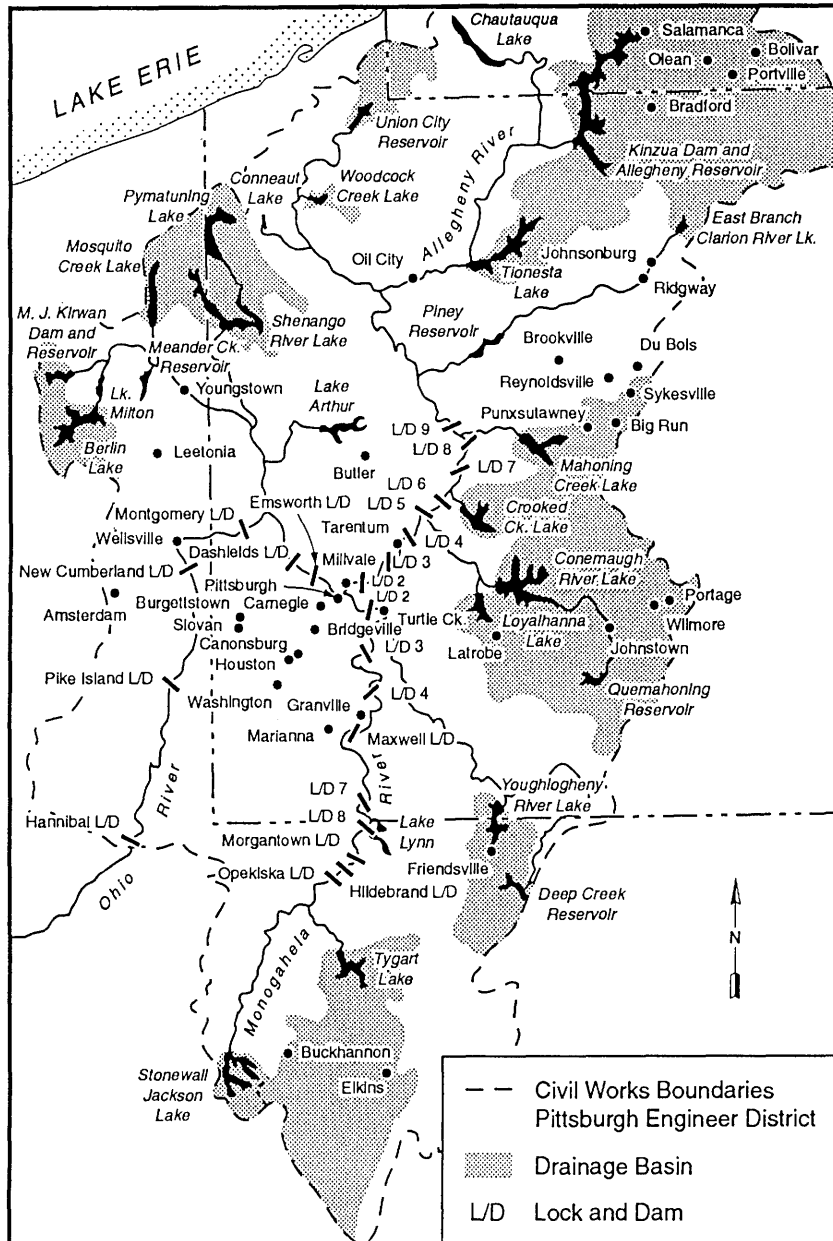 Chautauqua
Lake
Salamanca
Olean
Bolivar
Portville
LAKE ERIE
Bradford
Union City
Reservoir
Kinzua Dam and
Allegheny Reservoir
Allegheny River
Conneaut
Lake
Woodcock
Creek Lake
Pymatuning
Lake
East Branch
Clarion River Lk.
Mosquito
Creek Lake
Oil City
Johnsonburg
Tionesta
Lake
Ridgway
M. J. Kirwan
Dam and
Reservoir
Shenango
River Lake
Piney
Reservoir
Brookville
Du Bois
Meander Ck.
Reservoir
Reynoldsville
Lk.
Milton
Youngstown
Lake
Arthur
Sykesville
Punxsutawney
L/D 9
L/D 8
Big Run
Berlin
Lake
Leetonia
Butler
L/D 7
Mahoning
Creek Lake
L/D 6
Emsworth L/D
L/D 5
Crooked
Ck. Lake
Montgomery L/D
Tarentum
Wellsville
Dashields L/D
L/D 4
Millvale
L/D 3
Conemaugh
River Lake
New Cumberland L/D
Pittsburgh
L/D 2
Portage
Amsterdam
Burgettstown
Carnegie
L/D 2
Wilmore
Slovan
Turtle Ck.
Loyalhanna
Lake
Canonsburg
Bridgeville
Latrobe
Johnstown
Houston
L/D 3
Pike Island L/D
Quemahoning
Reservoir
Washington
L/D 4
Granville
Marianna
Maxwell L/D
River
River
L/D 7
Youghlogheny
River Lake
L/D 8
Hannibal L/D
Lake
Lynn
Morgantown L/D
Friendsville
Opekiska L/D
Hildebrand L/D
Ohio
Deep Creek
Reservoir
N
Monogahela
Tygart
Lake
Buckhannon
Stonewall
Jackson
Lake
Elkins
Civil Works Boundaries
Pittsburgh Engineer District
Drainage Basin
L/D Lock and Dam